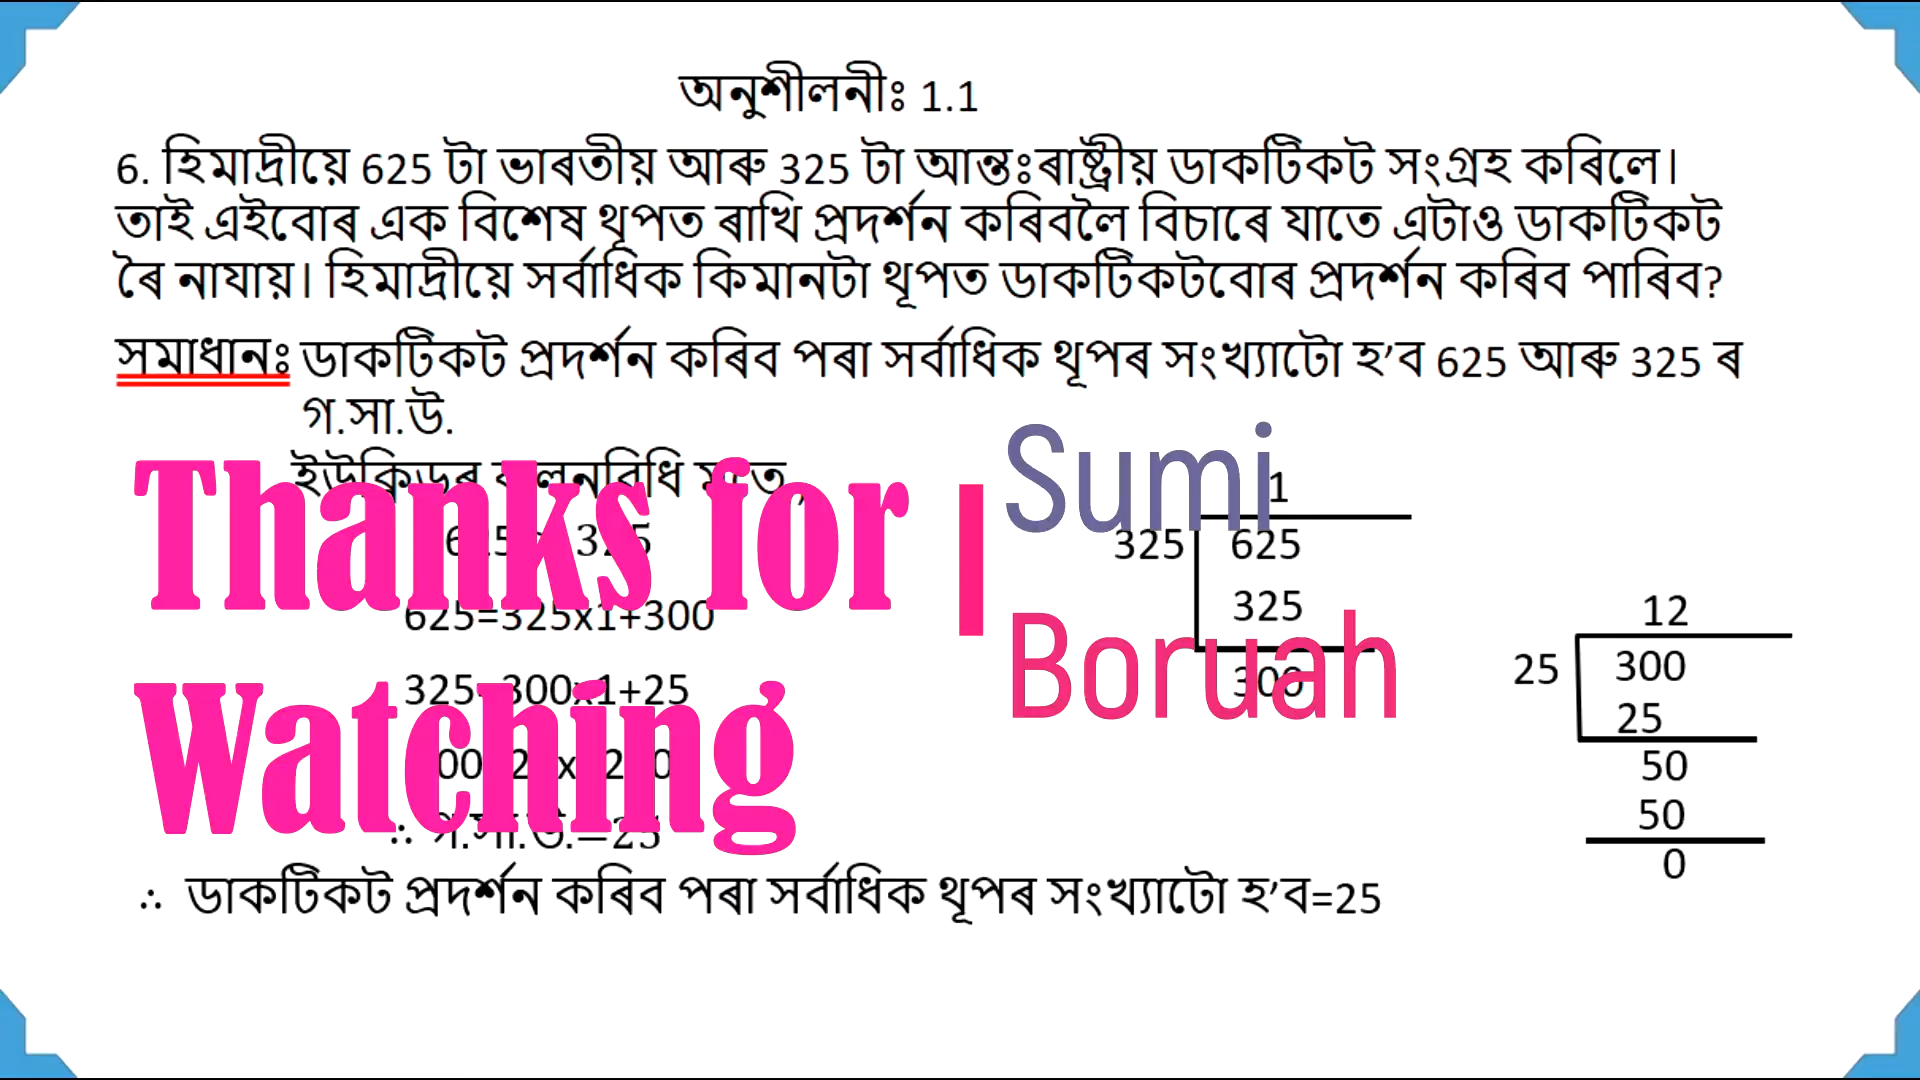 অনুশীলনীঃ 1.1
6. হিমাদ্ৰীয়ে 625 টা ভাৰতীয় আৰু 325 টা আন্তঃৰাষ্ট্ৰীয় ডাকটিকট সংগ্ৰহ কৰিলে।
তাই এইবোৰ এক বিশেষ থূপত ৰাখি প্ৰদৰ্শন কৰিবলৈ বিচাৰে যাতে এটাও ডাকটিকট
ৰৈ নাযায়। হিমাদ্ৰীয়ে সৰ্বাধিক কিমানটা থূপত ডাকটিকটবোৰ প্ৰদৰ্শন কৰিব পাৰিব?
সমাধানঃ ডাকটিকট প্ৰদৰ্শন কৰিব পৰা সৰ্বাধিক থূপৰ সংখ্যাটো হ’ব 625 আৰু 325 ৰ
গ.সা.উ.
625=325x1+300
325=300x1+25
∴ গ.সা.উ.=25
∴ ডাকটিকট প্ৰদৰ্শন কৰিব পৰা সৰ্বাধিক থূপৰ সংখ্যাটো হ’ব=25
1
325 625
325
300
12
25 300
25
50
50
0
Thanks for
Watching
Sumi
Boruah